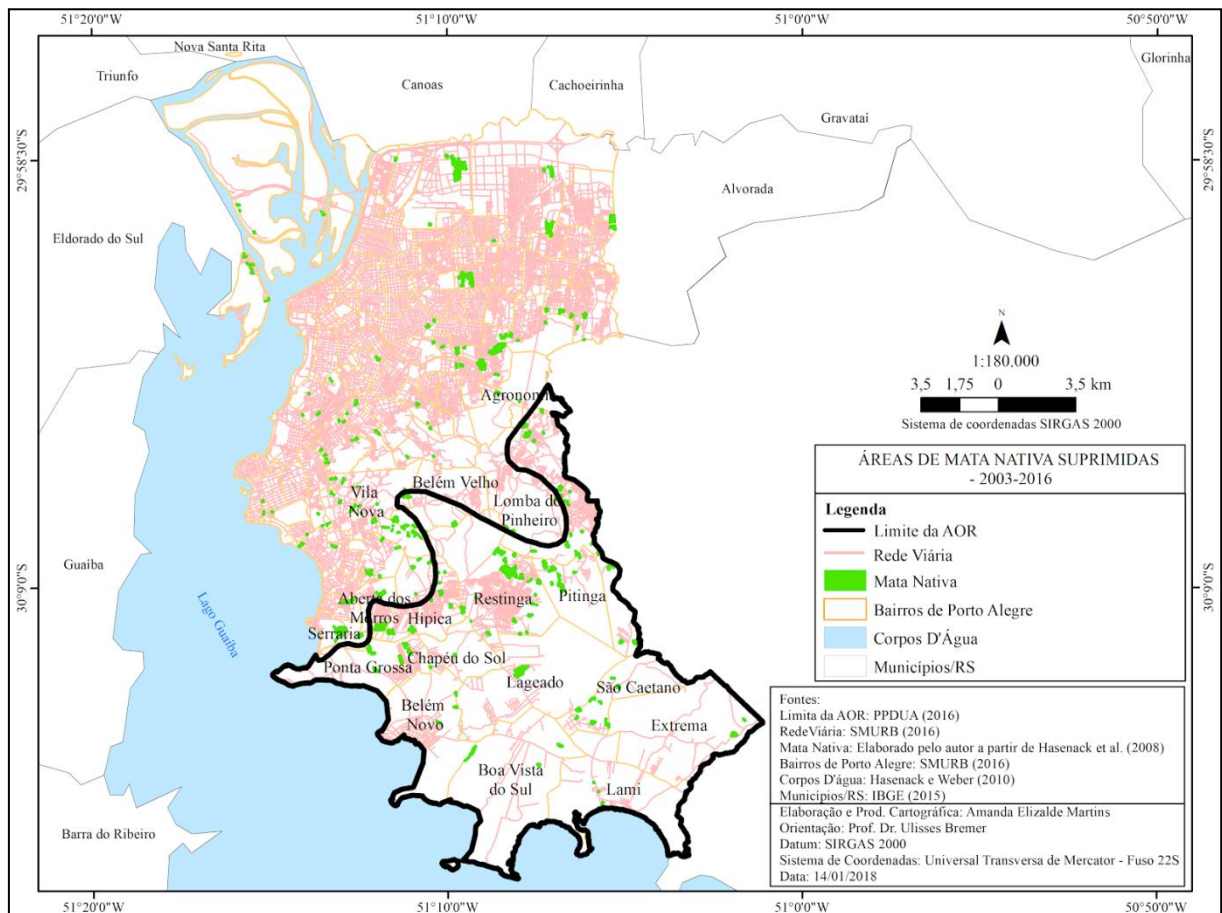 51°20'0"W
51°10'0"W
51°0'0"W
50°50'0"W
Nova Santa Rita
Triunfo
Canoas
Cachoeirinha
Glorinha
Gravataí
29°58'30"S
29°58'30"S
Alvorada
Eldorado do Sul
N
1:180.000
3,5 1,75 0 3,5 km
Sistema de coordenadas SIRGAS 2000
Agronomia
Belém Velho
Vila
Nova
Lomba do
Pinheiro
ÁREAS DE MATA NATIVA SUPRIMIDAS
- 2003-2016
Legenda
Limite da AOR
Rede Viária
Mata Nativa
Bairros de Porto Alegre
Corpos D'Água
Municípios/RS
Guaíba
30°9'0"S
30°9'0"S
Lago Guaíba
Aberta dos
Morros
Hípica
Restinga
Pitinga
Serraria
Ponta Grossa
Chapéu do Sol
Lageado
São Caetano
Belém
Novo
Extrema
Boa Vista
do Sul
Lami
Barra do Ribeiro
Fontes:
Limita da AOR: PPDUA (2016)
RedeViária: SMURB (2016)
Mata Nativa: Elaborado pelo autor a partir de Hasenack et al. (2008)
Bairros de Porto Alegre: SMURB (2016)
Corpos D'água: Hasenack e Weber (2010)
Municípios/RS: IBGE (2015)
Elaboração e Prod. Cartográfica: Amanda Elizalde Martins
Orientação: Prof. Dr. Ulisses Bremer
Datum: SIRGAS 2000
Sistema de Coordenadas: Universal Transversa de Mercator - Fuso 22S
Data: 14/01/2018
51°20'0"W
51°10'0"W
51°0'0"W
50°50'0"W